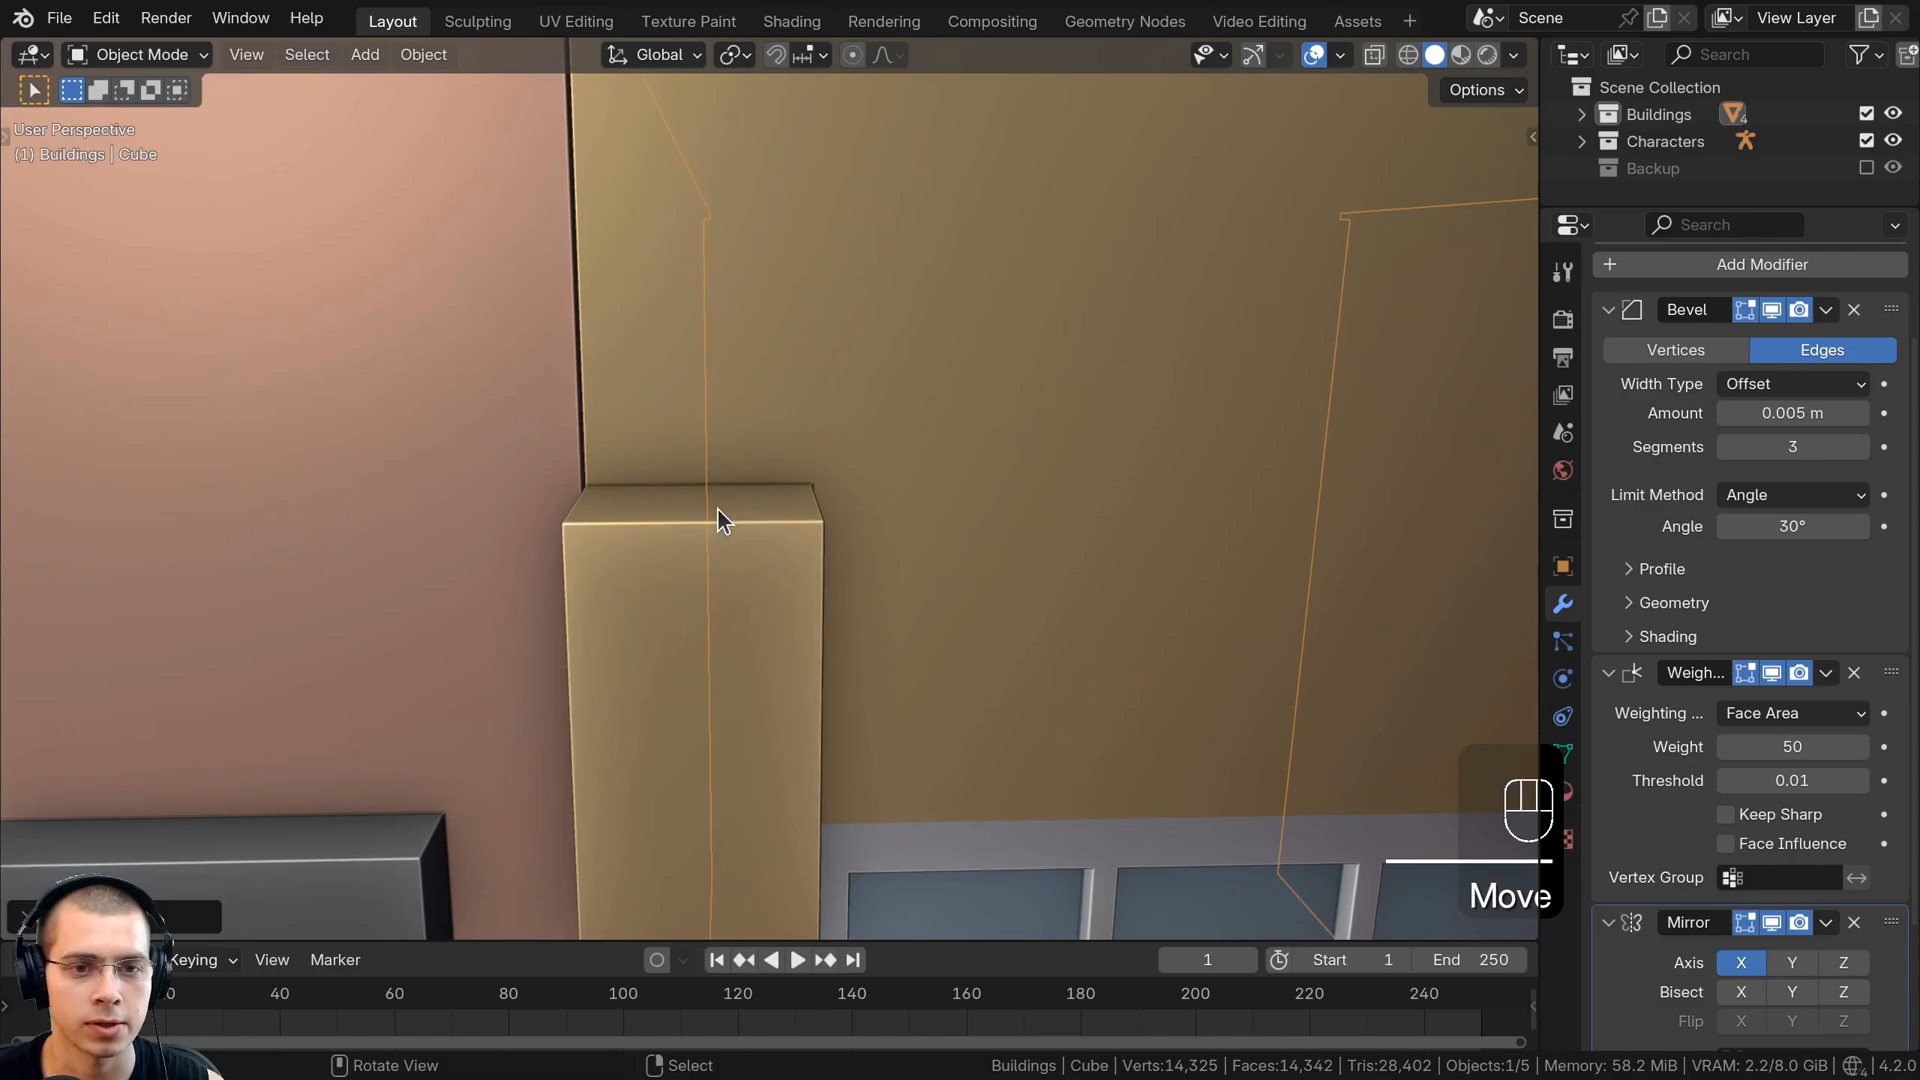 File Edit Render Window Help Layout Sculpting UV Editing Texture Paint Shading Rendering Compositing Geometry Nodes Video Editing Assets Scene View Layer
Object Mode View Select Add Object Global Search
Options
User Perspective
(1) Buildings | Cube
Scene Collection
Buildings 4
Characters
Backup
Search
Add Modifier
Bevel
Vertices Edges
Width Type Offset
Amount 0.005 m
Segments 3
Limit Method Angle
Angle 30°
Profile
Geometry
Shading
Weigh...
Weighting ... Face Area
Weight 50
Threshold 0.01
Keep Sharp
Face Influence
Vertex Group
Mirror
Axis X Y Z
Bisect X Y Z
Flip X Y Z
Move
Keying View Marker 1 Start 1 End 250
0 40 60 80 100 120 140 160 180 200 220 240
Rotate View Select Buildings | Cube | Verts:14,325 | Faces:14,342 | Tris:28,402 | Objects:1/5 | Memory: 58.2 MiB | VRAM: 2.2/8.0 GiB | 4 4.2.0